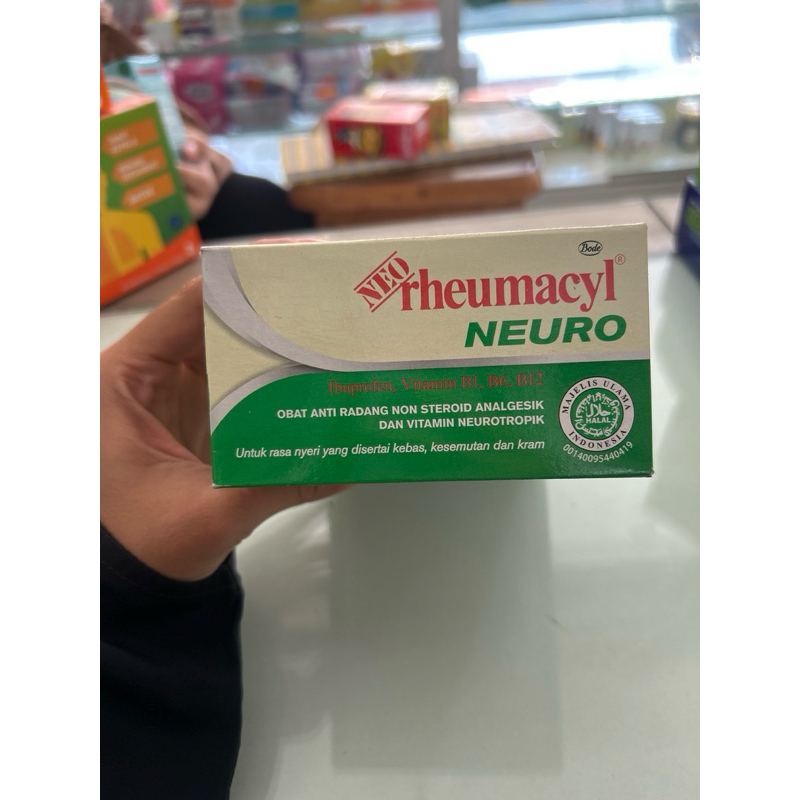 Bode
NEO rheumacyl®
NEURO
Ibuprofen, Vitamin B1, B6, B12
OBAT ANTI RADANG NON STEROID ANALGESIK
DAN VITAMIN NEUROTROPIK
Untuk rasa nyeri yang disertai kebas, kesemutan dan kram
MAJELIS ULAMA
حلال
HALAL
INDONESIA
00140095440419